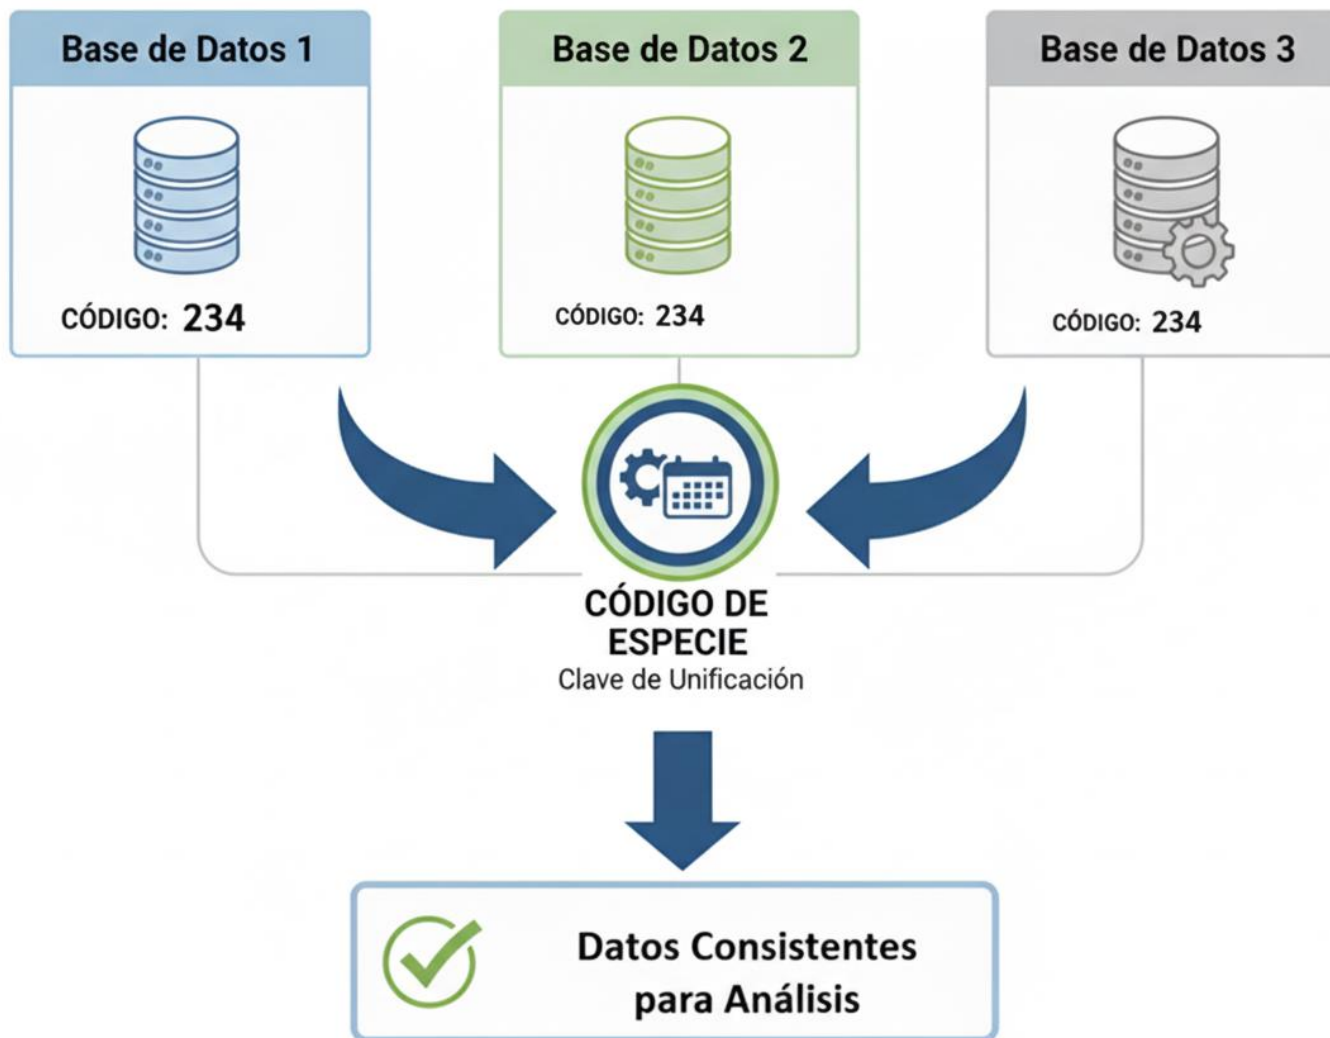 Base de Datos 1
Base de Datos 2
Base de Datos 3
CÓDIGO: 234
CÓDIGO: 234
CÓDIGO: 234
CÓDIGO DE
ESPECIE
Clave de Unificación
Datos Consistentes
para Análisis